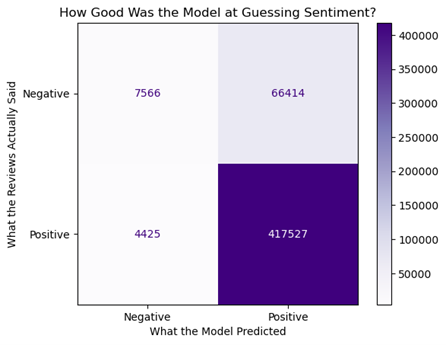 How Good Was the Model at Guessing Sentiment?
What the Reviews Actually Said
Negative
Positive
7566
66414
4425
417527
Negative
Positive
What the Model Predicted
400000
350000
300000
250000
200000
150000
100000
50000